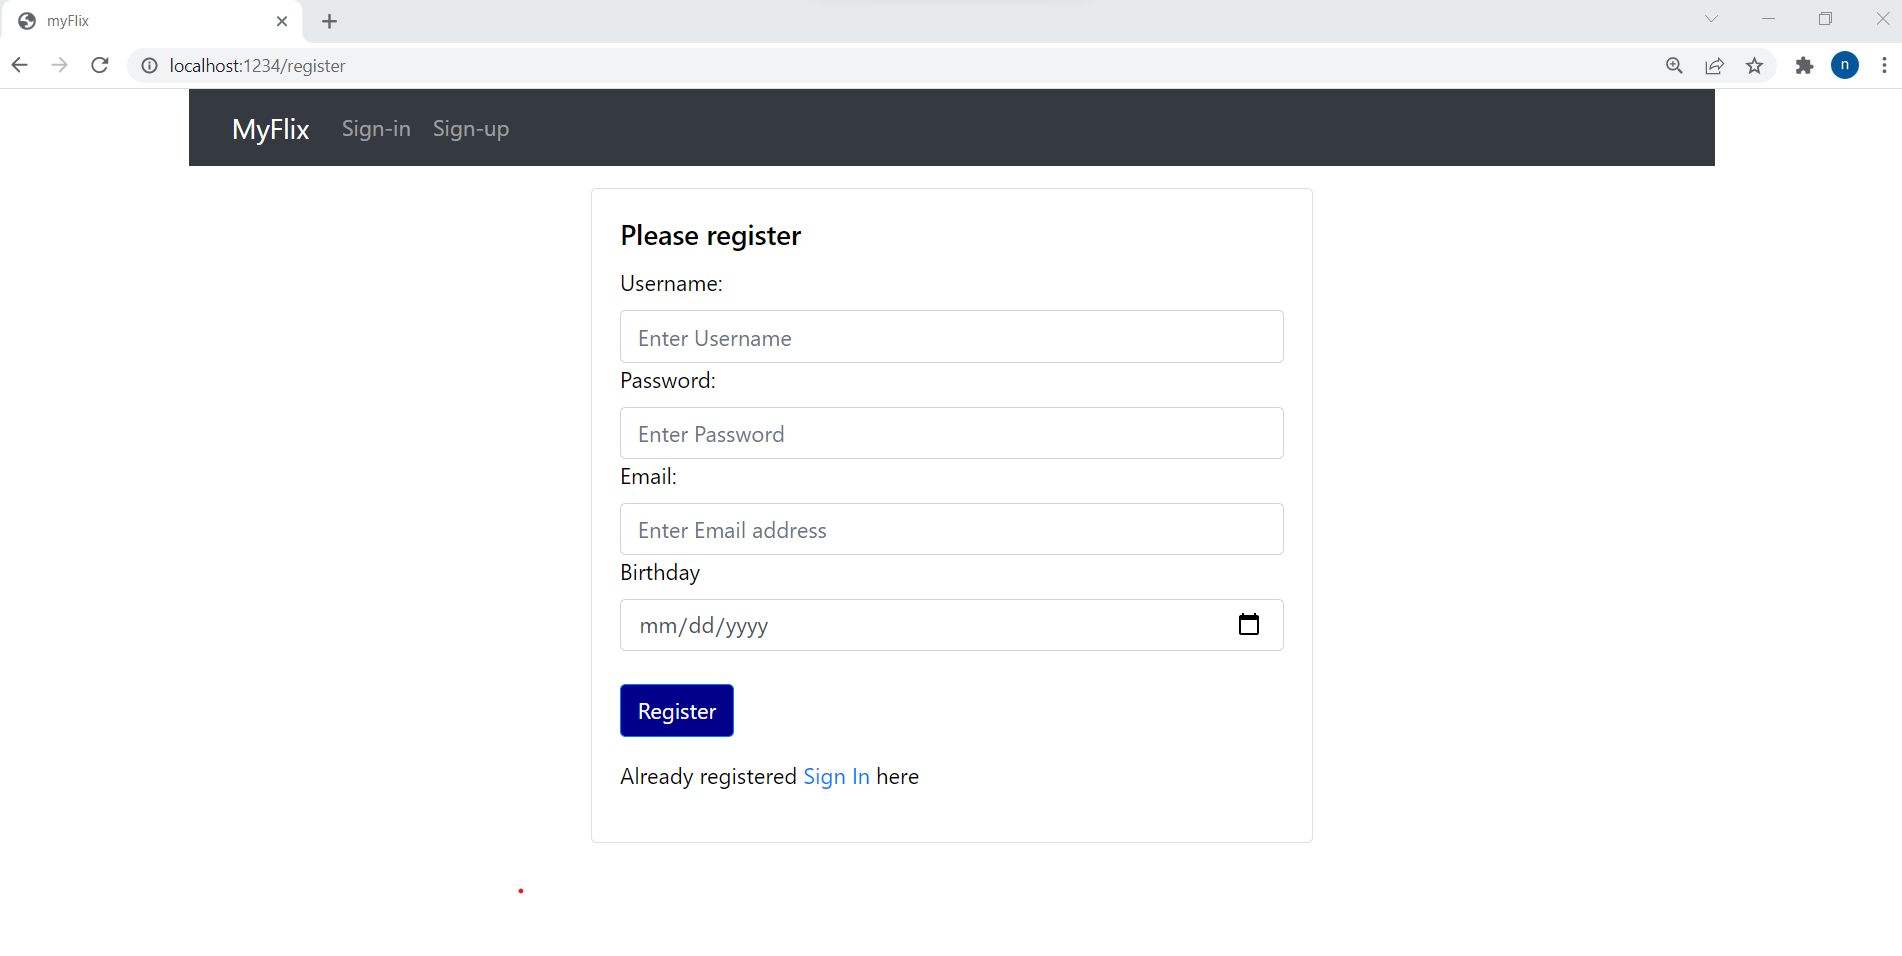 myFlix
localhost:1234/register
n
MyFlix Sign-in Sign-up
Please register
Username:
Enter Username
Password:
Enter Password
Email:
Enter Email address
Birthday
mm/dd/yyyy
Register
Already registered Sign In here